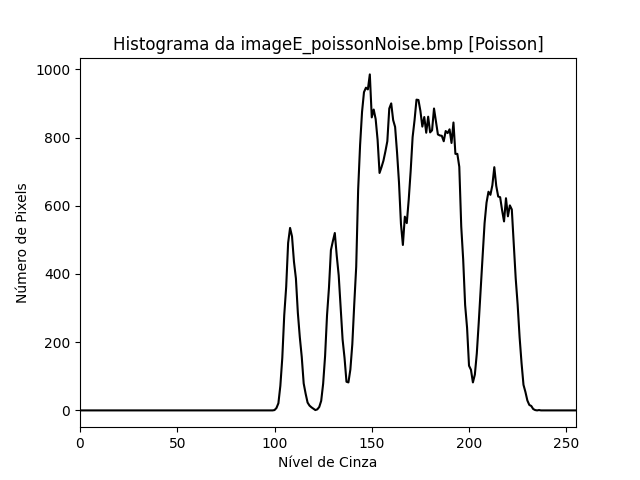 Histograma da imageE_poissonNoise.bmp [Poisson]
1000
800
600
400
200
0
Número de Pixels
0 50 100 150 200 250
Nível de Cinza